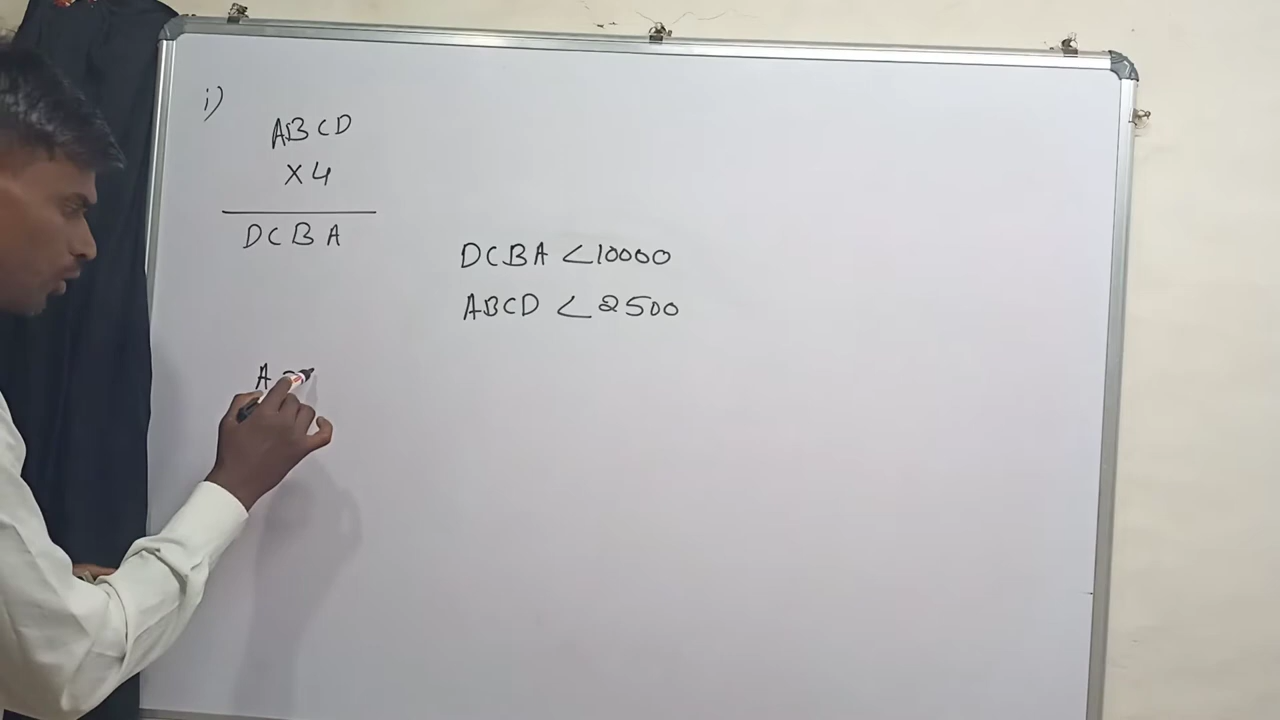 i)
ABCD
×4
DCBA
DCBA <10000
ABCD < 2500
A